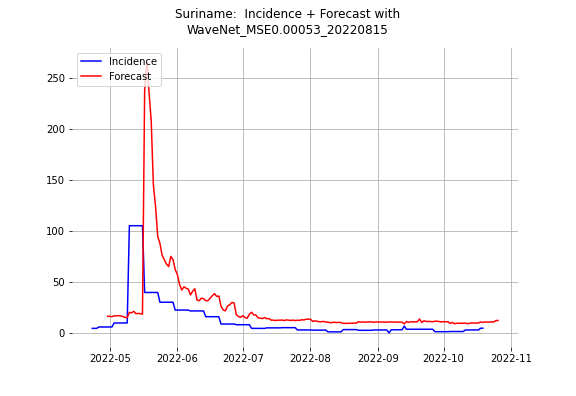 Suriname:  Incidence + Forecast with
WaveNet_MSE0.00053_20220815
Incidence
Forecast
250
200
150
100
50
0
2022-05 2022-06 2022-07 2022-08 2022-09 2022-10 2022-11